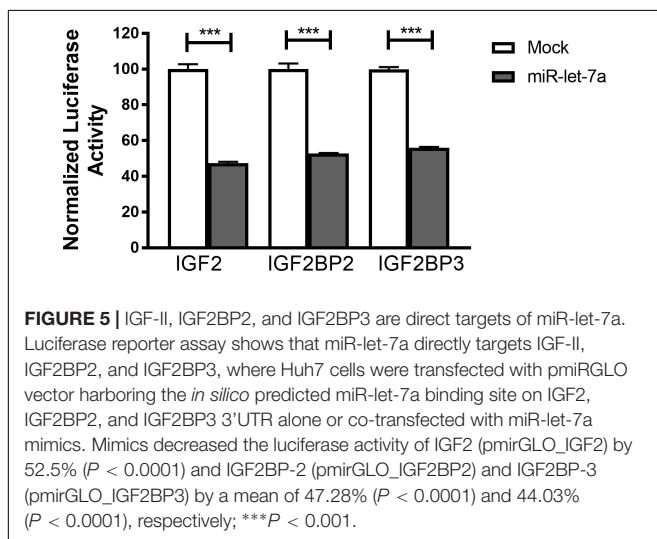 Normalized Luciferase
Activity
120
100
80
60
40
20
0
***
***
***
IGF2
IGF2BP2
IGF2BP3
Mock
miR-let-7a
FIGURE 5 | IGF-II, IGF2BP2, and IGF2BP3 are direct targets of miR-let-7a.
Luciferase reporter assay shows that miR-let-7a directly targets IGF-II,
IGF2BP2, and IGF2BP3, where Huh7 cells were transfected with pmiRGLO
vector harboring the in silico predicted miR-let-7a binding site on IGF2,
IGF2BP2, and IGF2BP3 3'UTR alone or co-transfected with miR-let-7a
mimics. Mimics decreased the luciferase activity of IGF2 (pmirGLO_IGF2) by
52.5% (P < 0.0001) and IGF2BP-2 (pmirGLO_IGF2BP2) and IGF2BP-3
(pmirGLO_IGF2BP3) by a mean of 47.28% (P < 0.0001) and 44.03%
(P < 0.0001), respectively; ***P < 0.001.